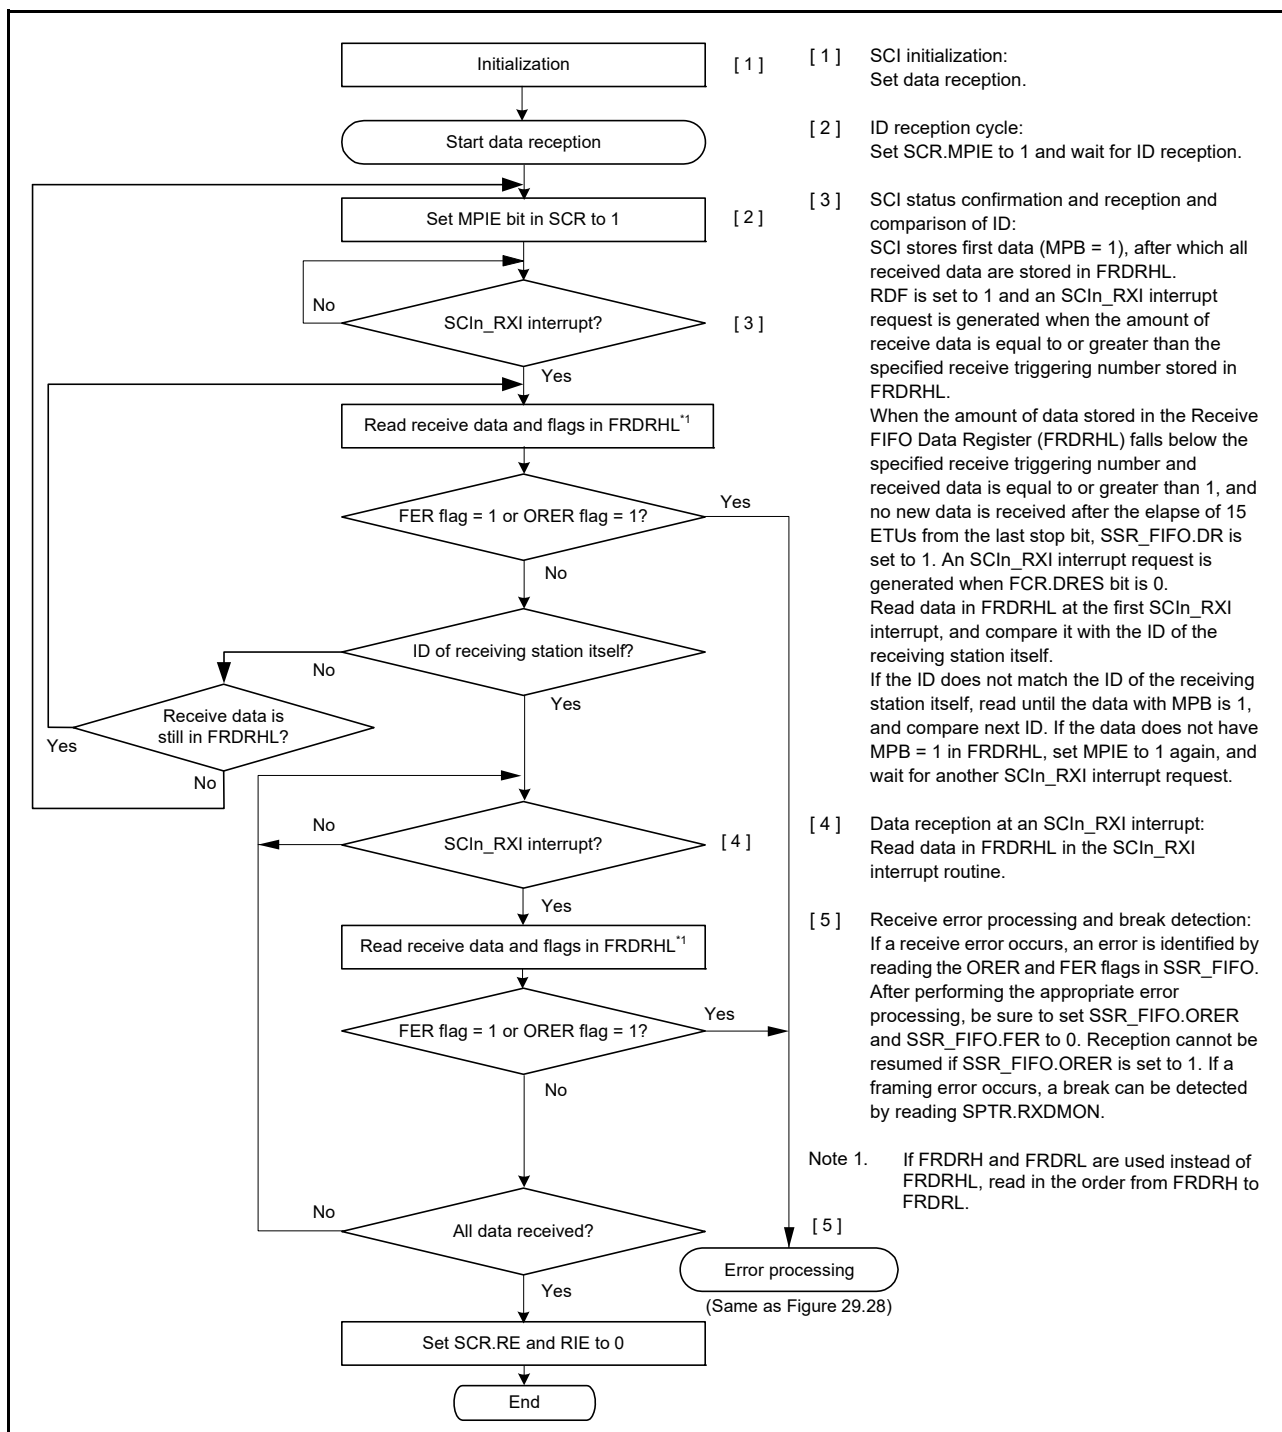 Initialization
[ 1 ]
Start data reception
Set MPIE bit in SCR to 1
[ 2 ]
No
SCIn_RXI interrupt?
[ 3 ]
Yes
Read receive data and flags in FRDRHL*1
FER flag = 1 or ORER flag = 1?
Yes
No
ID of receiving station itself?
No
Yes
Receive data is
still in FRDRHL?
Yes
No
No
SCIn_RXI interrupt?
[ 4 ]
Yes
Read receive data and flags in FRDRHL*1
FER flag = 1 or ORER flag = 1?
Yes
No
No
All data received?
Yes
[ 5 ]
Error processing
(Same as Figure 29.28)
Set SCR.RE and RIE to 0
End
[ 1 ] SCI initialization:
Set data reception.
[ 2 ] ID reception cycle:
Set SCR.MPIE to 1 and wait for ID reception.
[ 3 ] SCI status confirmation and reception and
comparison of ID:
SCI stores first data (MPB = 1), after which all
received data are stored in FRDRHL.
RDF is set to 1 and an SCIn_RXI interrupt
request is generated when the amount of
receive data is equal to or greater than the
specified receive triggering number stored in
FRDRHL.
When the amount of data stored in the Receive
FIFO Data Register (FRDRHL) falls below the
specified receive triggering number and
received data is equal to or greater than 1, and
no new data is received after the elapse of 15
ETUs from the last stop bit, SSR_FIFO.DR is
set to 1. An SCIn_RXI interrupt request is
generated when FCR.DRES bit is 0.
Read data in FRDRHL at the first SCIn_RXI
interrupt, and compare it with the ID of the
receiving station itself.
If the ID does not match the ID of the receiving
station itself, read until the data with MPB is 1,
and compare next ID. If the data does not have
MPB = 1 in FRDRHL, set MPIE to 1 again, and
wait for another SCIn_RXI interrupt request.
[ 4 ] Data reception at an SCIn_RXI interrupt:
Read data in FRDRHL in the SCIn_RXI
interrupt routine.
[ 5 ] Receive error processing and break detection:
If a receive error occurs, an error is identified by
reading the ORER and FER flags in SSR_FIFO.
After performing the appropriate error
processing, be sure to set SSR_FIFO.ORER
and SSR_FIFO.FER to 0. Reception cannot be
resumed if SSR_FIFO.ORER is set to 1. If a
framing error occurs, a break can be detected
by reading SPTR.RXDMON.
Note 1. If FRDRH and FRDRL are used instead of
FRDRHL, read in the order from FRDRH to
FRDRL.